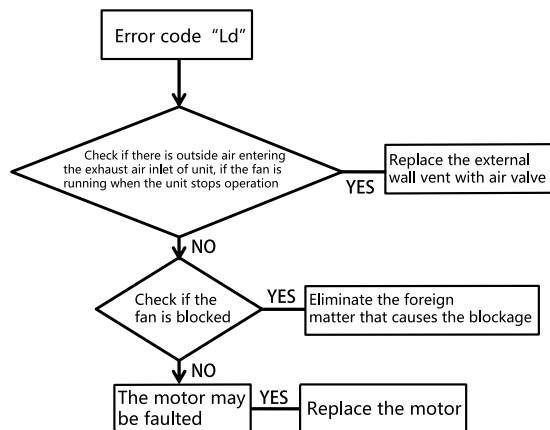 Error code “Ld”
Check if there is outside air entering
the exhaust air inlet of unit, if the fan is
running when the unit stops operation
YES
Replace the external
wall vent with air valve
NO
Check if the
fan is blocked
YES
Eliminate the foreign
matter that causes the blockage
NO
The motor may
be faulted
YES
Replace the motor